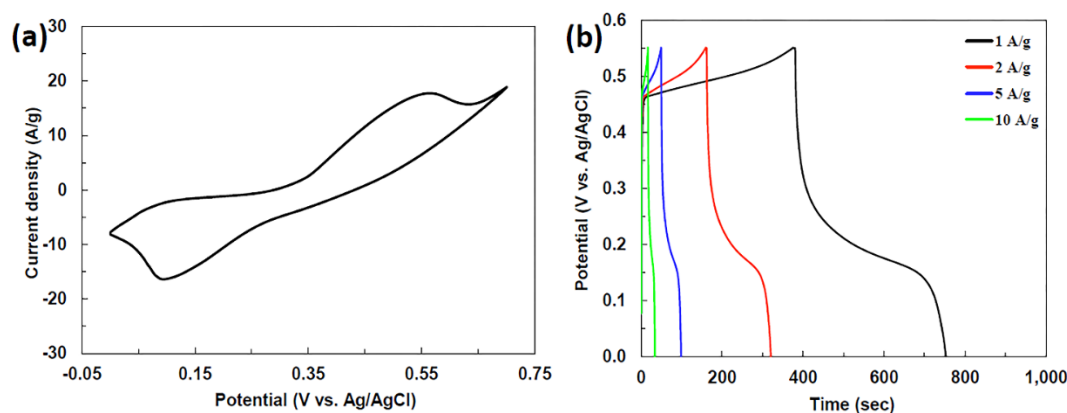 (a)
30
20
10
0
-10
-20
-30
Current density (A/g)
-0.05
0.15
0.35
0.55
0.75
Potential (V vs. Ag/AgCl)
(b)
0.6
0.5
0.4
0.3
0.2
0.1
0.0
Potential (V vs. Ag/AgCl)
1 A/g
2 A/g
5 A/g
10 A/g
0
200
400
600
800
1,000
Time (sec)